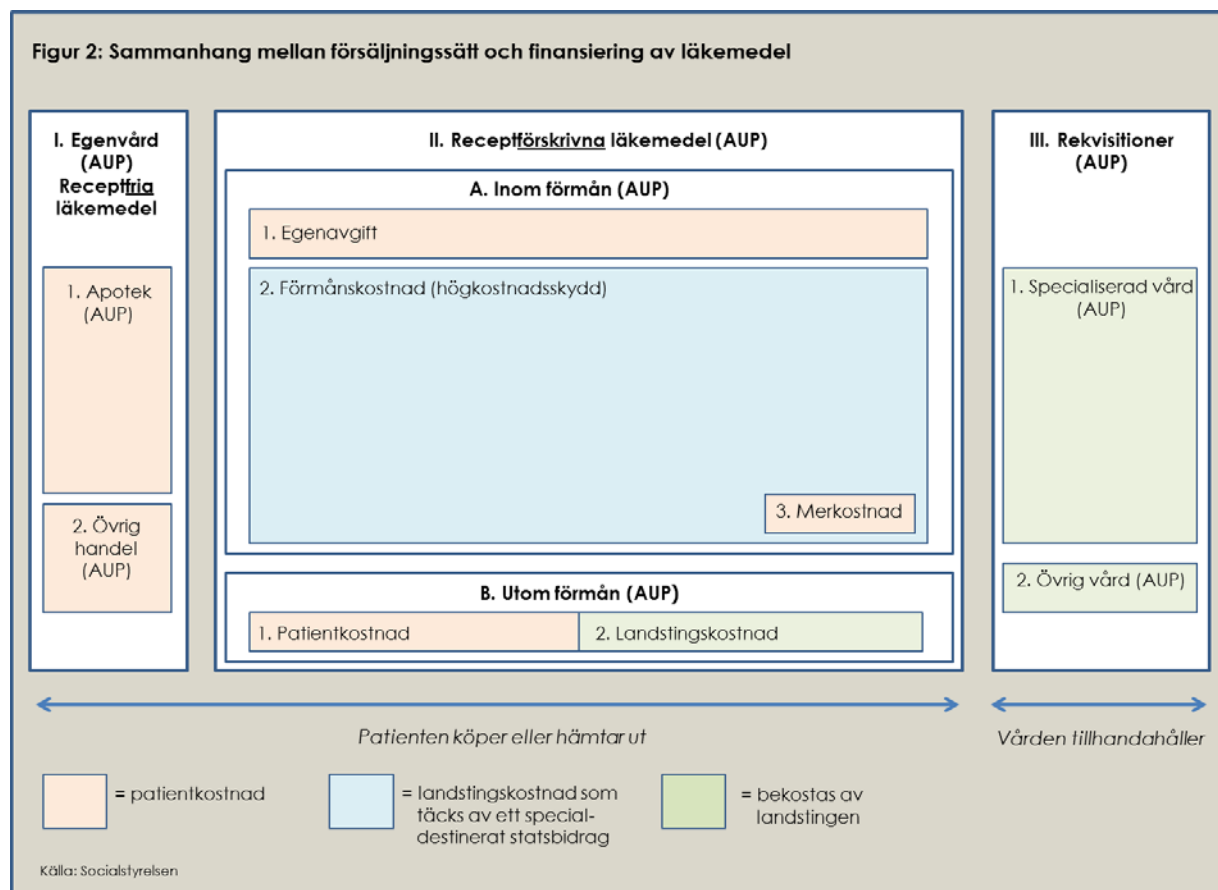 Figur 2: Sammanhang mellan försäljningssätt och finansiering av läkemedel
I. Egenvård
(AUP)
Receptfria
läkemedel
1. Apotek
(AUP)
2. Övrig
handel
(AUP)
II. Receptförskrivna läkemedel (AUP)
A. Inom förmån (AUP)
1. Egenavgift
2. Förmånskostnad (högkostnadsskydd)
3. Merkostnad
B. Utom förmån (AUP)
1. Patientkostnad
2. Landstingskostnad
III. Rekvisitioner
(AUP)
1. Specialiserad vård
(AUP)
2. Övrig vård (AUP)
Patienten köper eller hämtar ut
Vården tillhandahåller
= patientkostnad
= landstingskostnad som
täcks av ett special-
destinerat statsbidrag
= bekostas av
landstingen
Källa: Socialstyrelsen